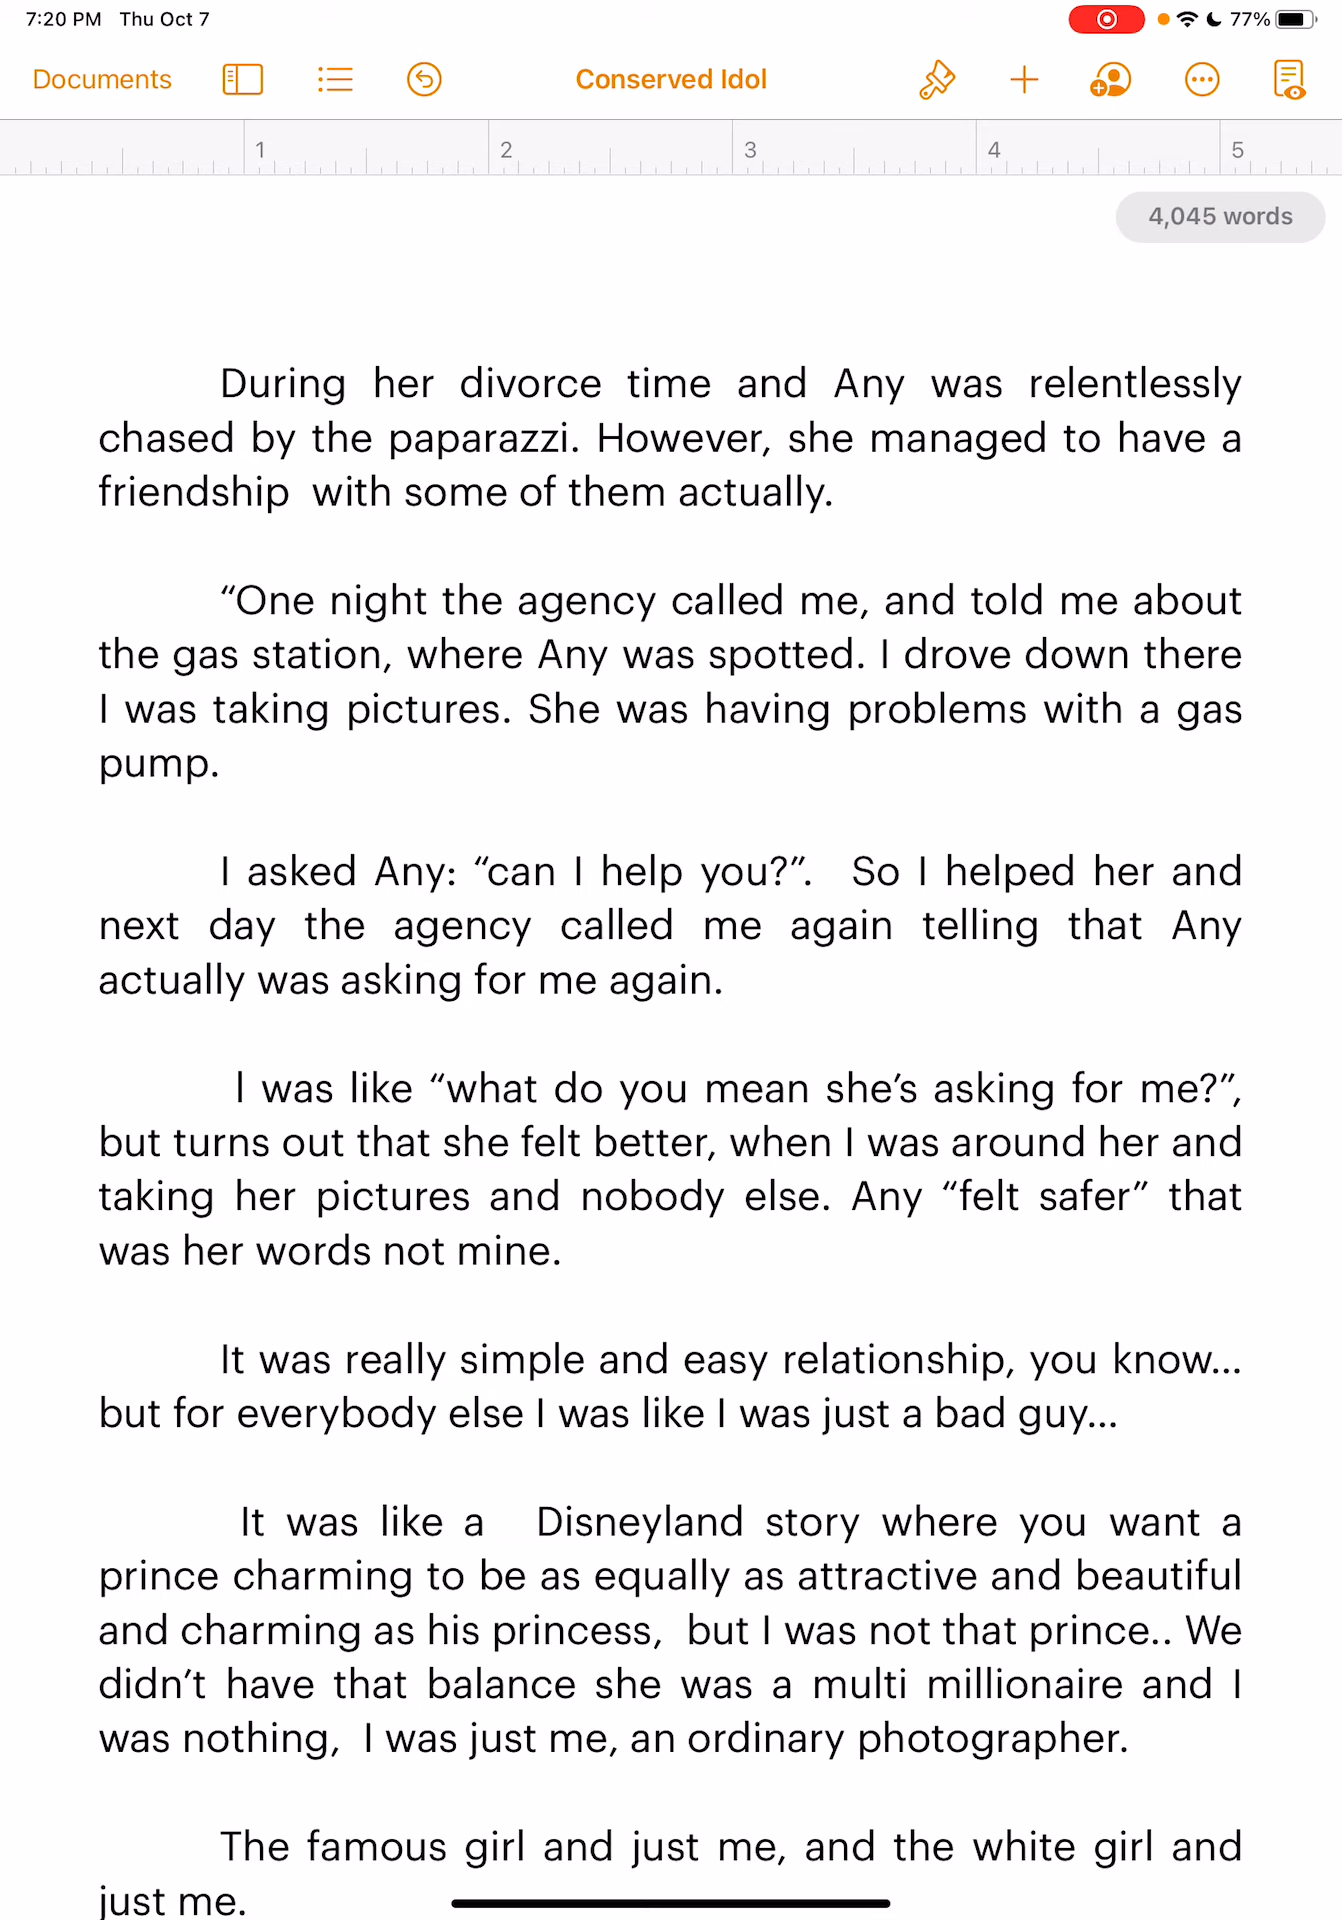 7:20 PM Thu Oct 7 77%
Documents Conserved Idol
1 2 3 4 5
4,045 words
During her divorce time and Any was relentlessly
chased by the paparazzi. However, she managed to have a
friendship  with some of them actually.
“One night the agency called me, and told me about
the gas station, where Any was spotted. I drove down there
I was taking pictures. She was having problems with a gas
pump.
I asked Any: “can I help you?”.  So I helped her and
next day the agency called me again telling that Any
actually was asking for me again.
I was like “what do you mean she’s asking for me?”,
but turns out that she felt better, when I was around her and
taking her pictures and nobody else. Any “felt safer” that
was her words not mine.
It was really simple and easy relationship, you know...
but for everybody else I was like I was just a bad guy...
It was like a  Disneyland story where you want a
prince charming to be as equally as attractive and beautiful
and charming as his princess,  but I was not that prince.. We
didn’t have that balance she was a multi millionaire and I
was nothing,  I was just me, an ordinary photographer.
The famous girl and just me, and the white girl and
just me.